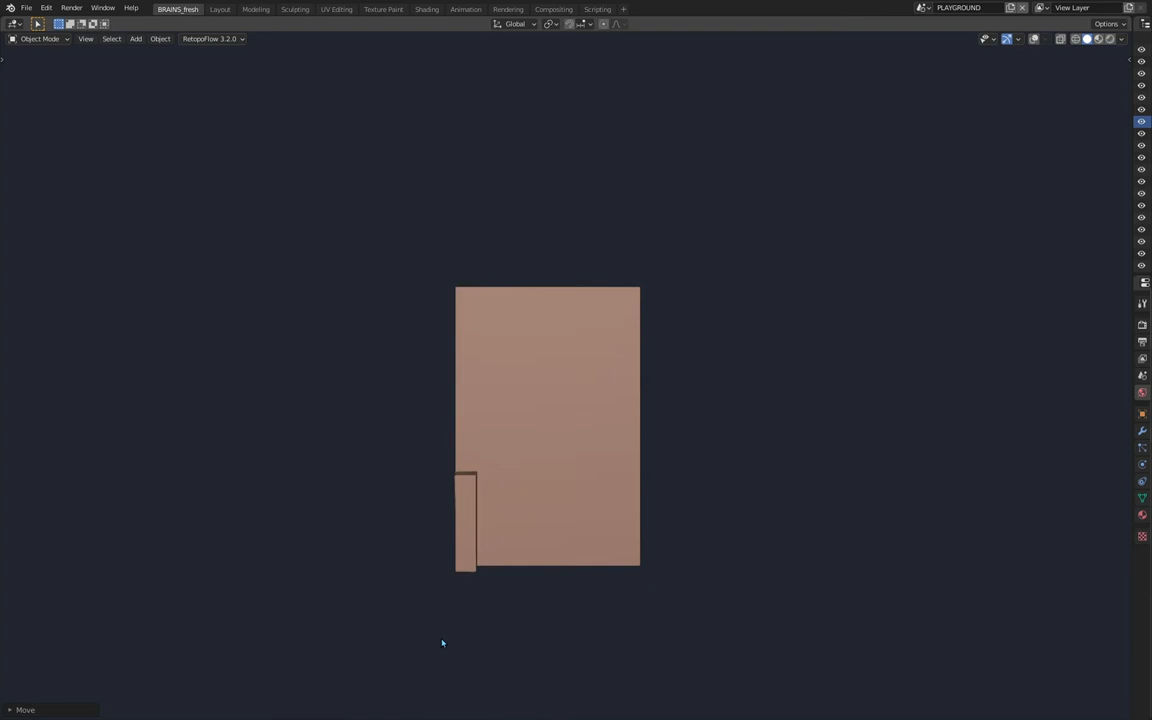 File Edit Render Window Help BRAINS_fresh Layout Modeling Sculpting UV Editing Texture Paint Shading Animation Rendering Compositing Scripting + PLAYGROUND View Layer
Global Options
Object Mode View Select Add Object RetopoFlow 3.2.0
Move